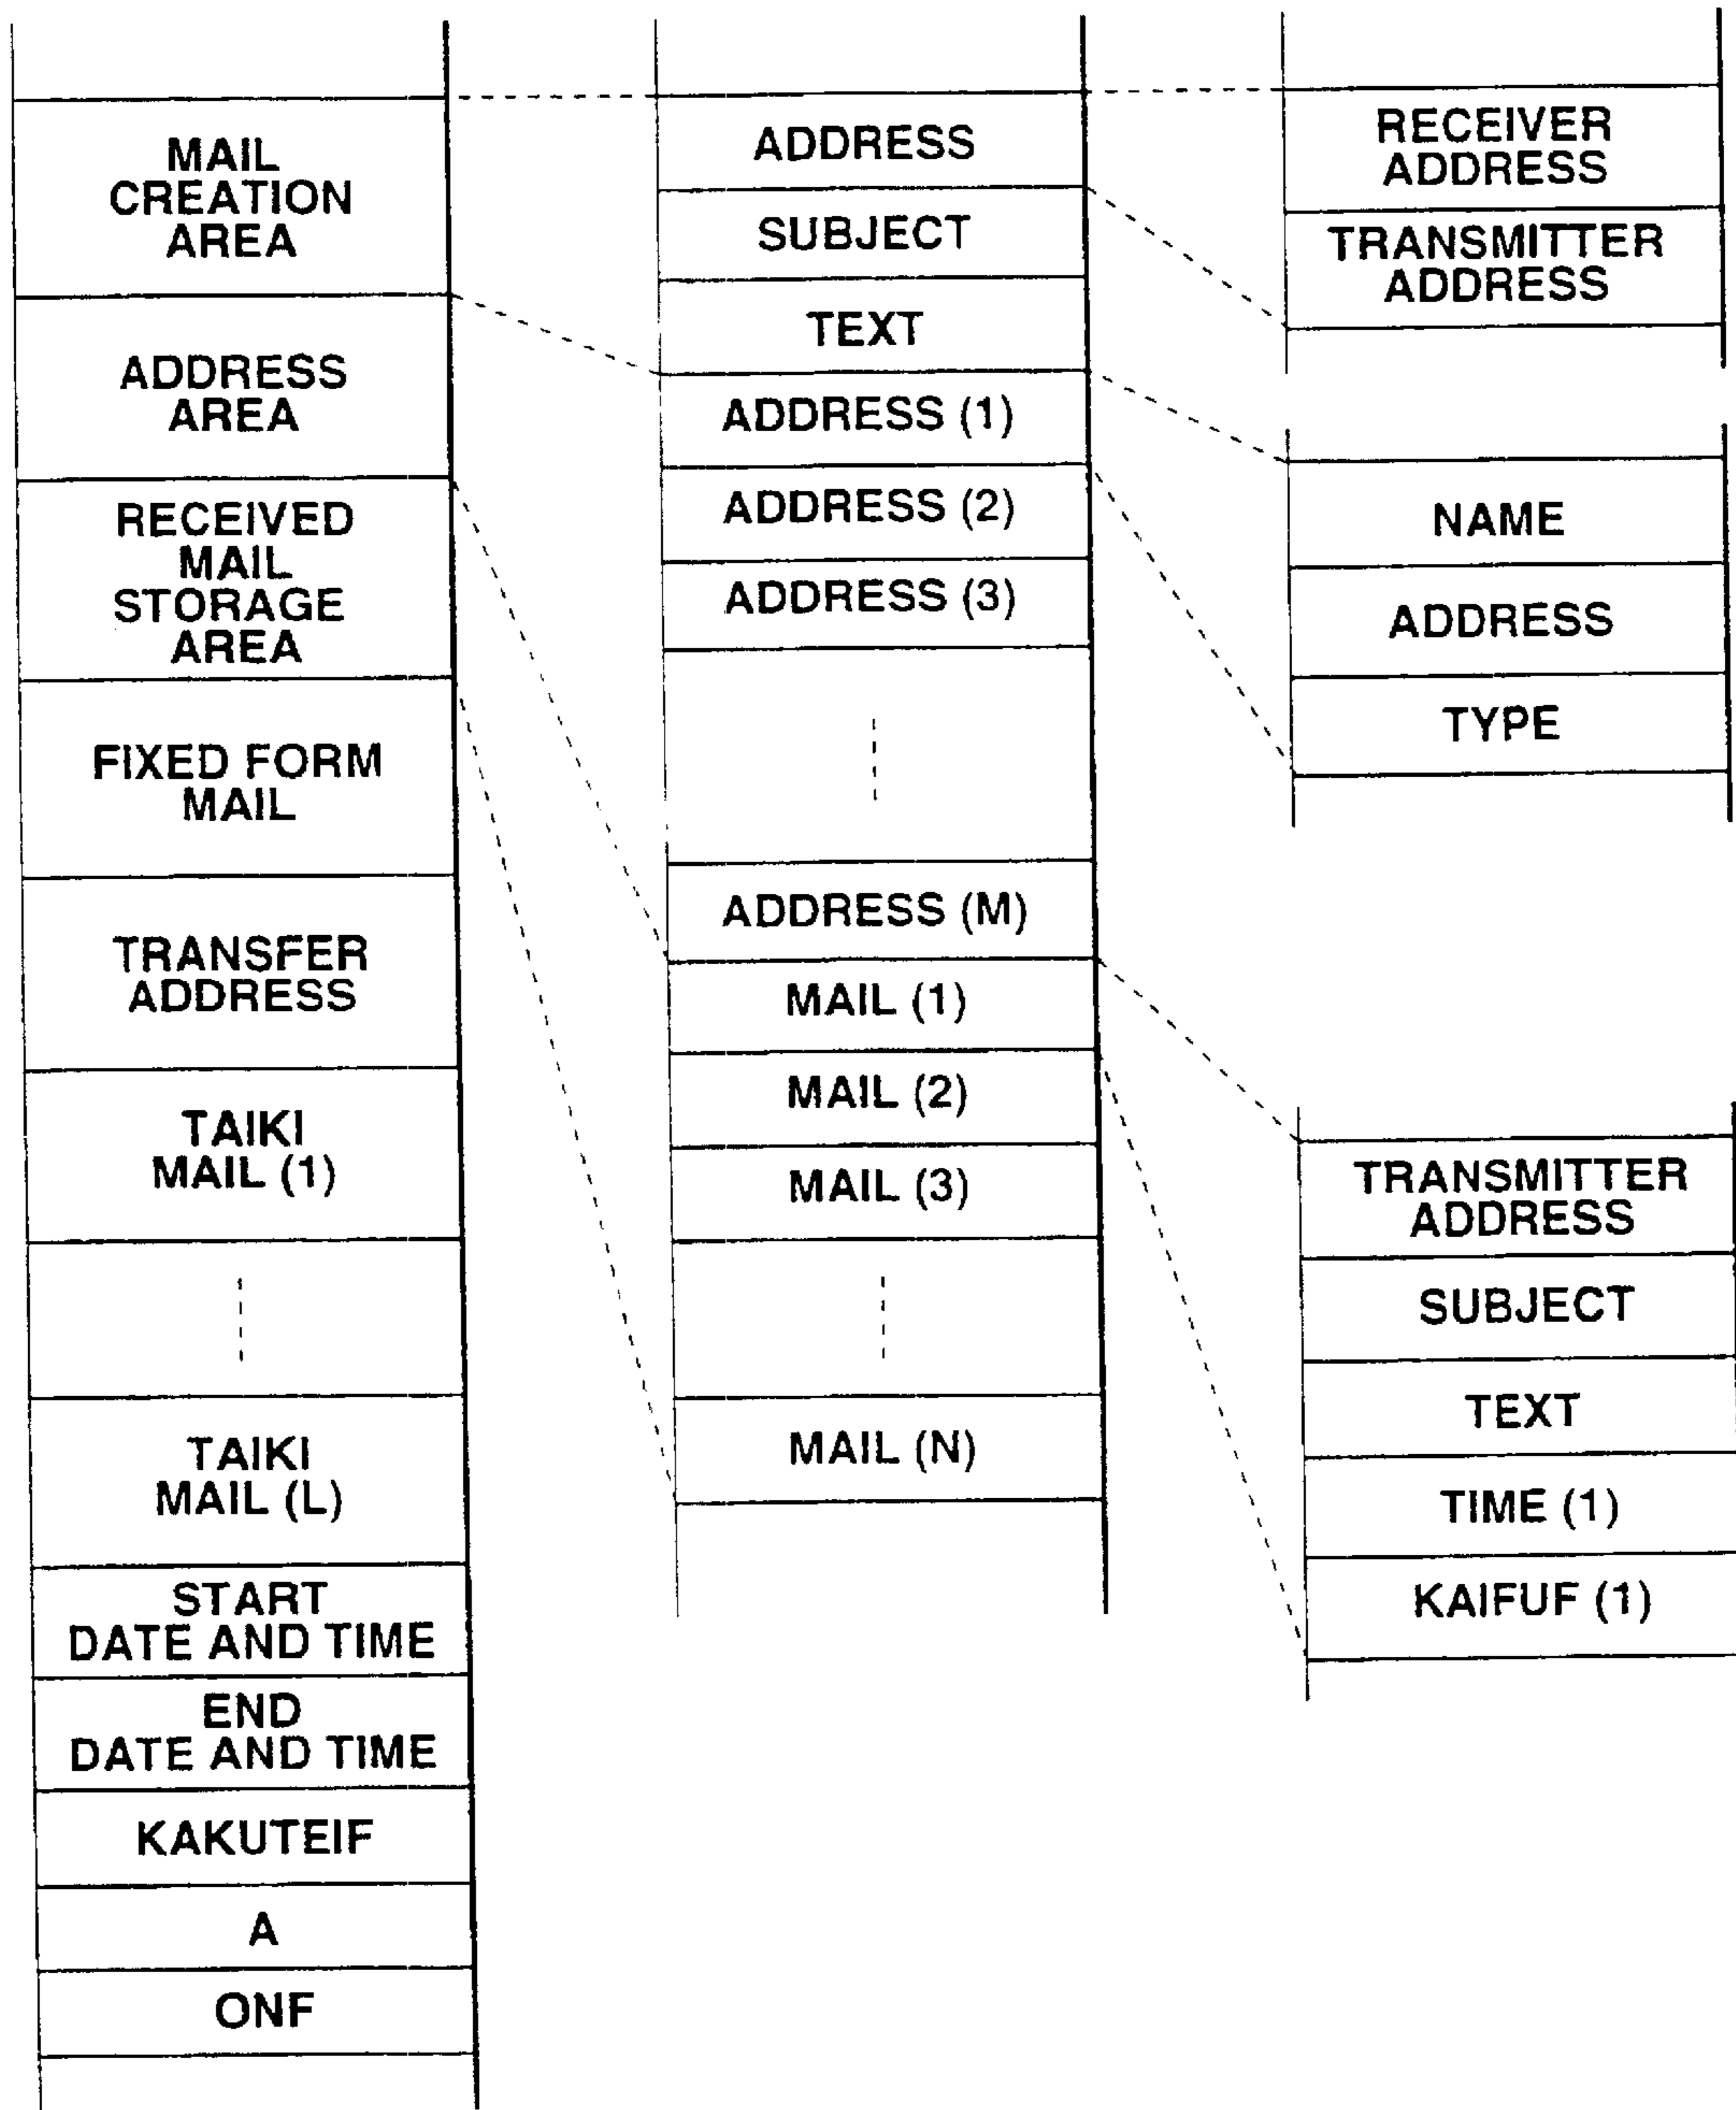 MAIL
CREATION
AREA
ADDRESS
AREA
RECEIVED
MAIL
STORAGE
AREA
FIXED FORM
MAIL
TRANSFER
ADDRESS
TAIKI
MAIL (1)
TAIKI
MAIL (L)
START
DATE AND TIME
END
DATE AND TIME
KAKUTEIF
A
ONF
ADDRESS
SUBJECT
TEXT
ADDRESS (1)
ADDRESS (2)
ADDRESS (3)
ADDRESS (M)
MAIL (1)
MAIL (2)
MAIL (3)
MAIL (N)
RECEIVER
ADDRESS
TRANSMITTER
ADDRESS
NAME
ADDRESS
TYPE
TRANSMITTER
ADDRESS
SUBJECT
TEXT
TIME (1)
KAIFUF (1)